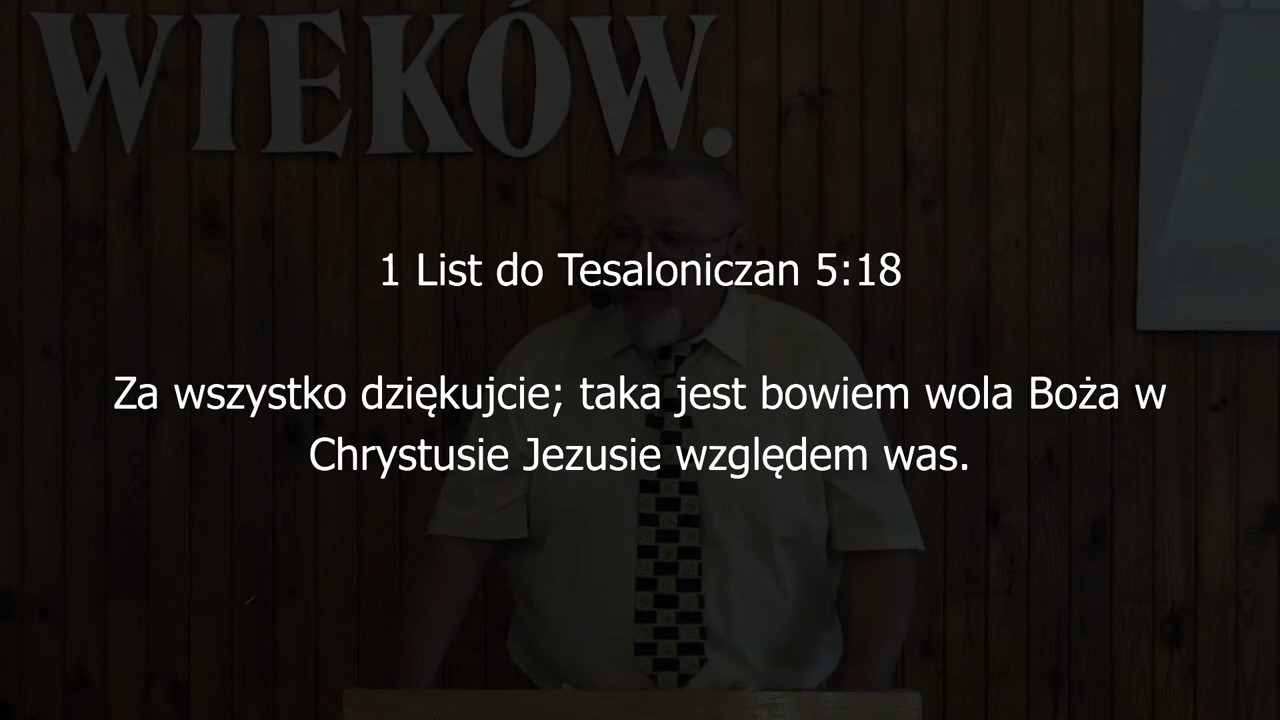 WIEKÓW.
1 List do Tesaloniczan 5:18
Za wszystko dziękujcie; taka jest bowiem wola Boża w
Chrystusie Jezusie względem was.